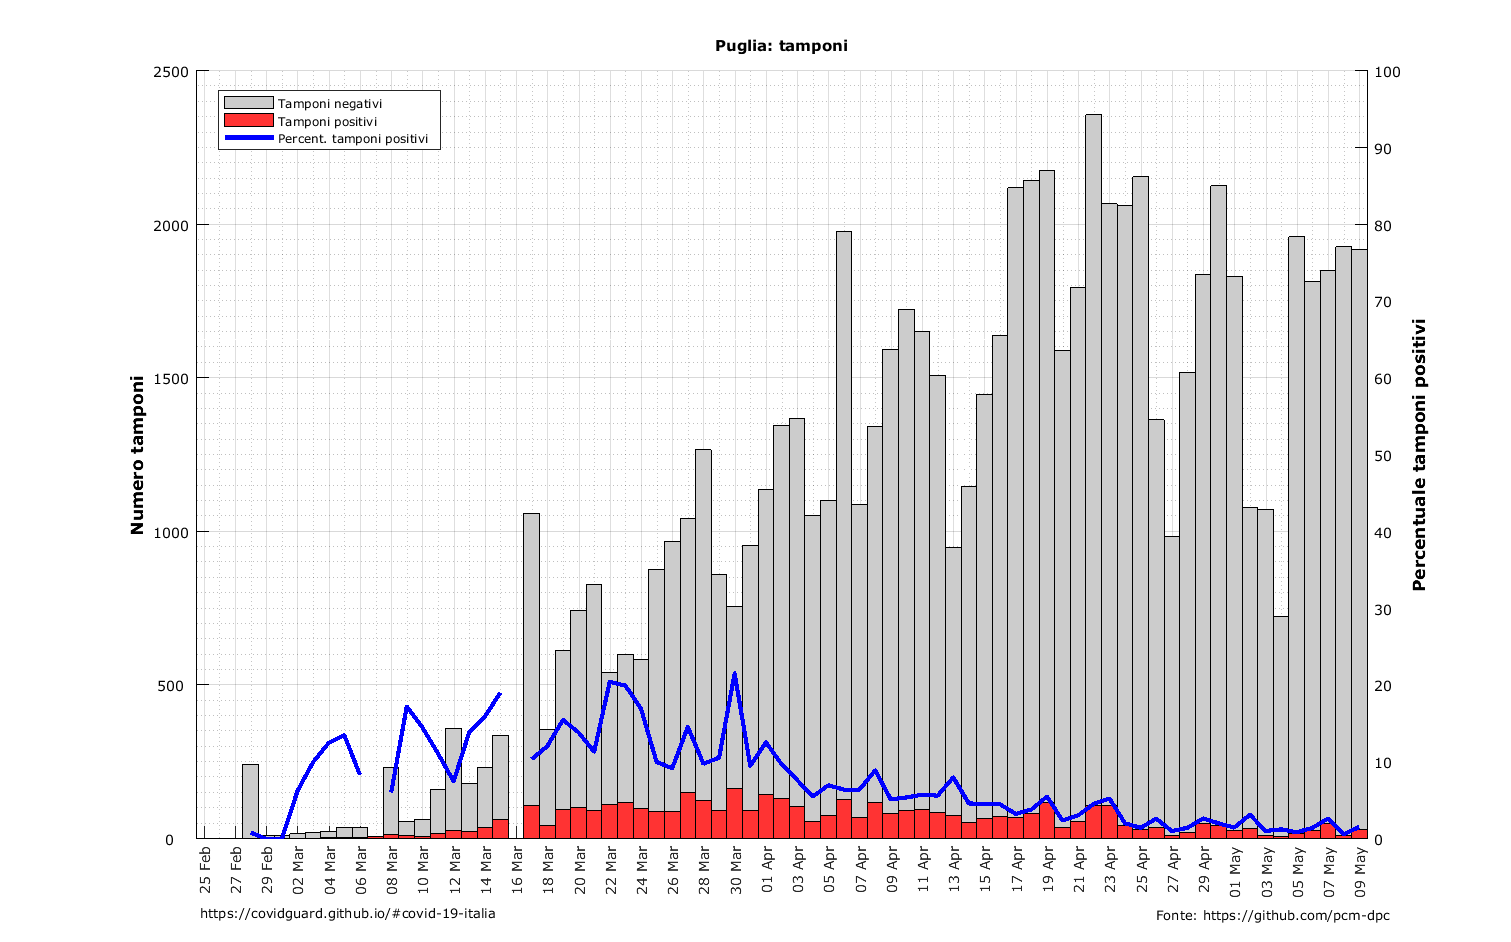 Puglia: tamponi
Tamponi negativi
Tamponi positivi
Percent. tamponi positivi
Numero tamponi
2500
2000
1500
1000
500
0
Percentuale tamponi positivi
100
90
80
70
60
50
40
30
20
10
0
25 Feb
27 Feb
29 Feb
02 Mar
04 Mar
06 Mar
08 Mar
10 Mar
12 Mar
14 Mar
16 Mar
18 Mar
20 Mar
22 Mar
24 Mar
26 Mar
28 Mar
30 Mar
01 Apr
03 Apr
05 Apr
07 Apr
09 Apr
11 Apr
13 Apr
15 Apr
17 Apr
19 Apr
21 Apr
23 Apr
25 Apr
27 Apr
29 Apr
01 May
03 May
05 May
07 May
09 May
https://covidguard.github.io/#covid-19-italia
Fonte: https://github.com/pcm-dpc